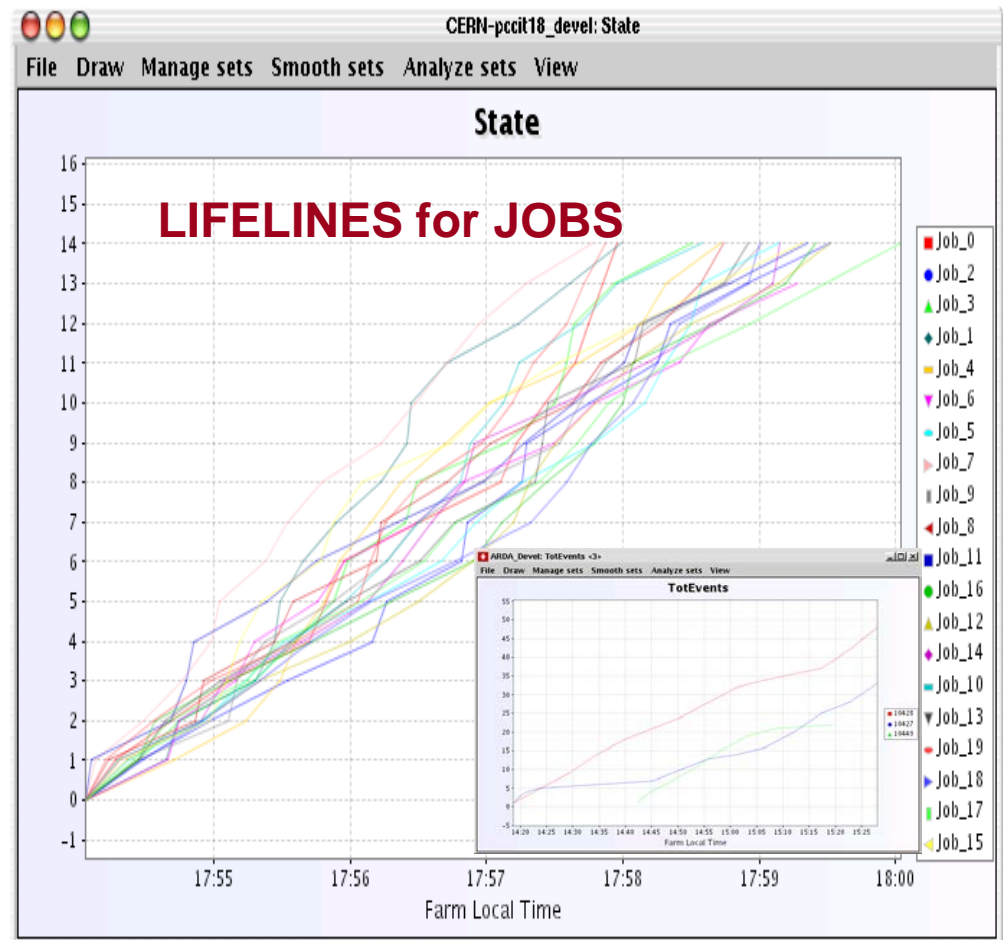 CERN-pccit18_devel: State
File Draw Manage sets Smooth sets Analyze sets View
State
LIFELINES for JOBS
16
15
14
13
12
11
10
9
8
7
6
5
4
3
2
1
0
-1
17:55 17:56 17:57 17:58 17:59 18:00
Farm Local Time
Job_0
Job_2
Job_3
Job_1
Job_4
Job_6
Job_5
Job_7
Job_9
Job_8
Job_11
Job_16
Job_12
Job_14
Job_10
Job_13
Job_19
Job_18
Job_17
Job_15
ARDA_Devel: TotEvents <3>
File Draw Manage sets Smooth sets Analyze sets View
TotEvents
55
50
45
40
35
30
25
20
15
10
5
0
-5
14:20 14:25 14:30 14:35 14:40 14:45 14:50 14:55 15:00 15:05 15:10 15:15 15:20 15:25
Farm Local Time